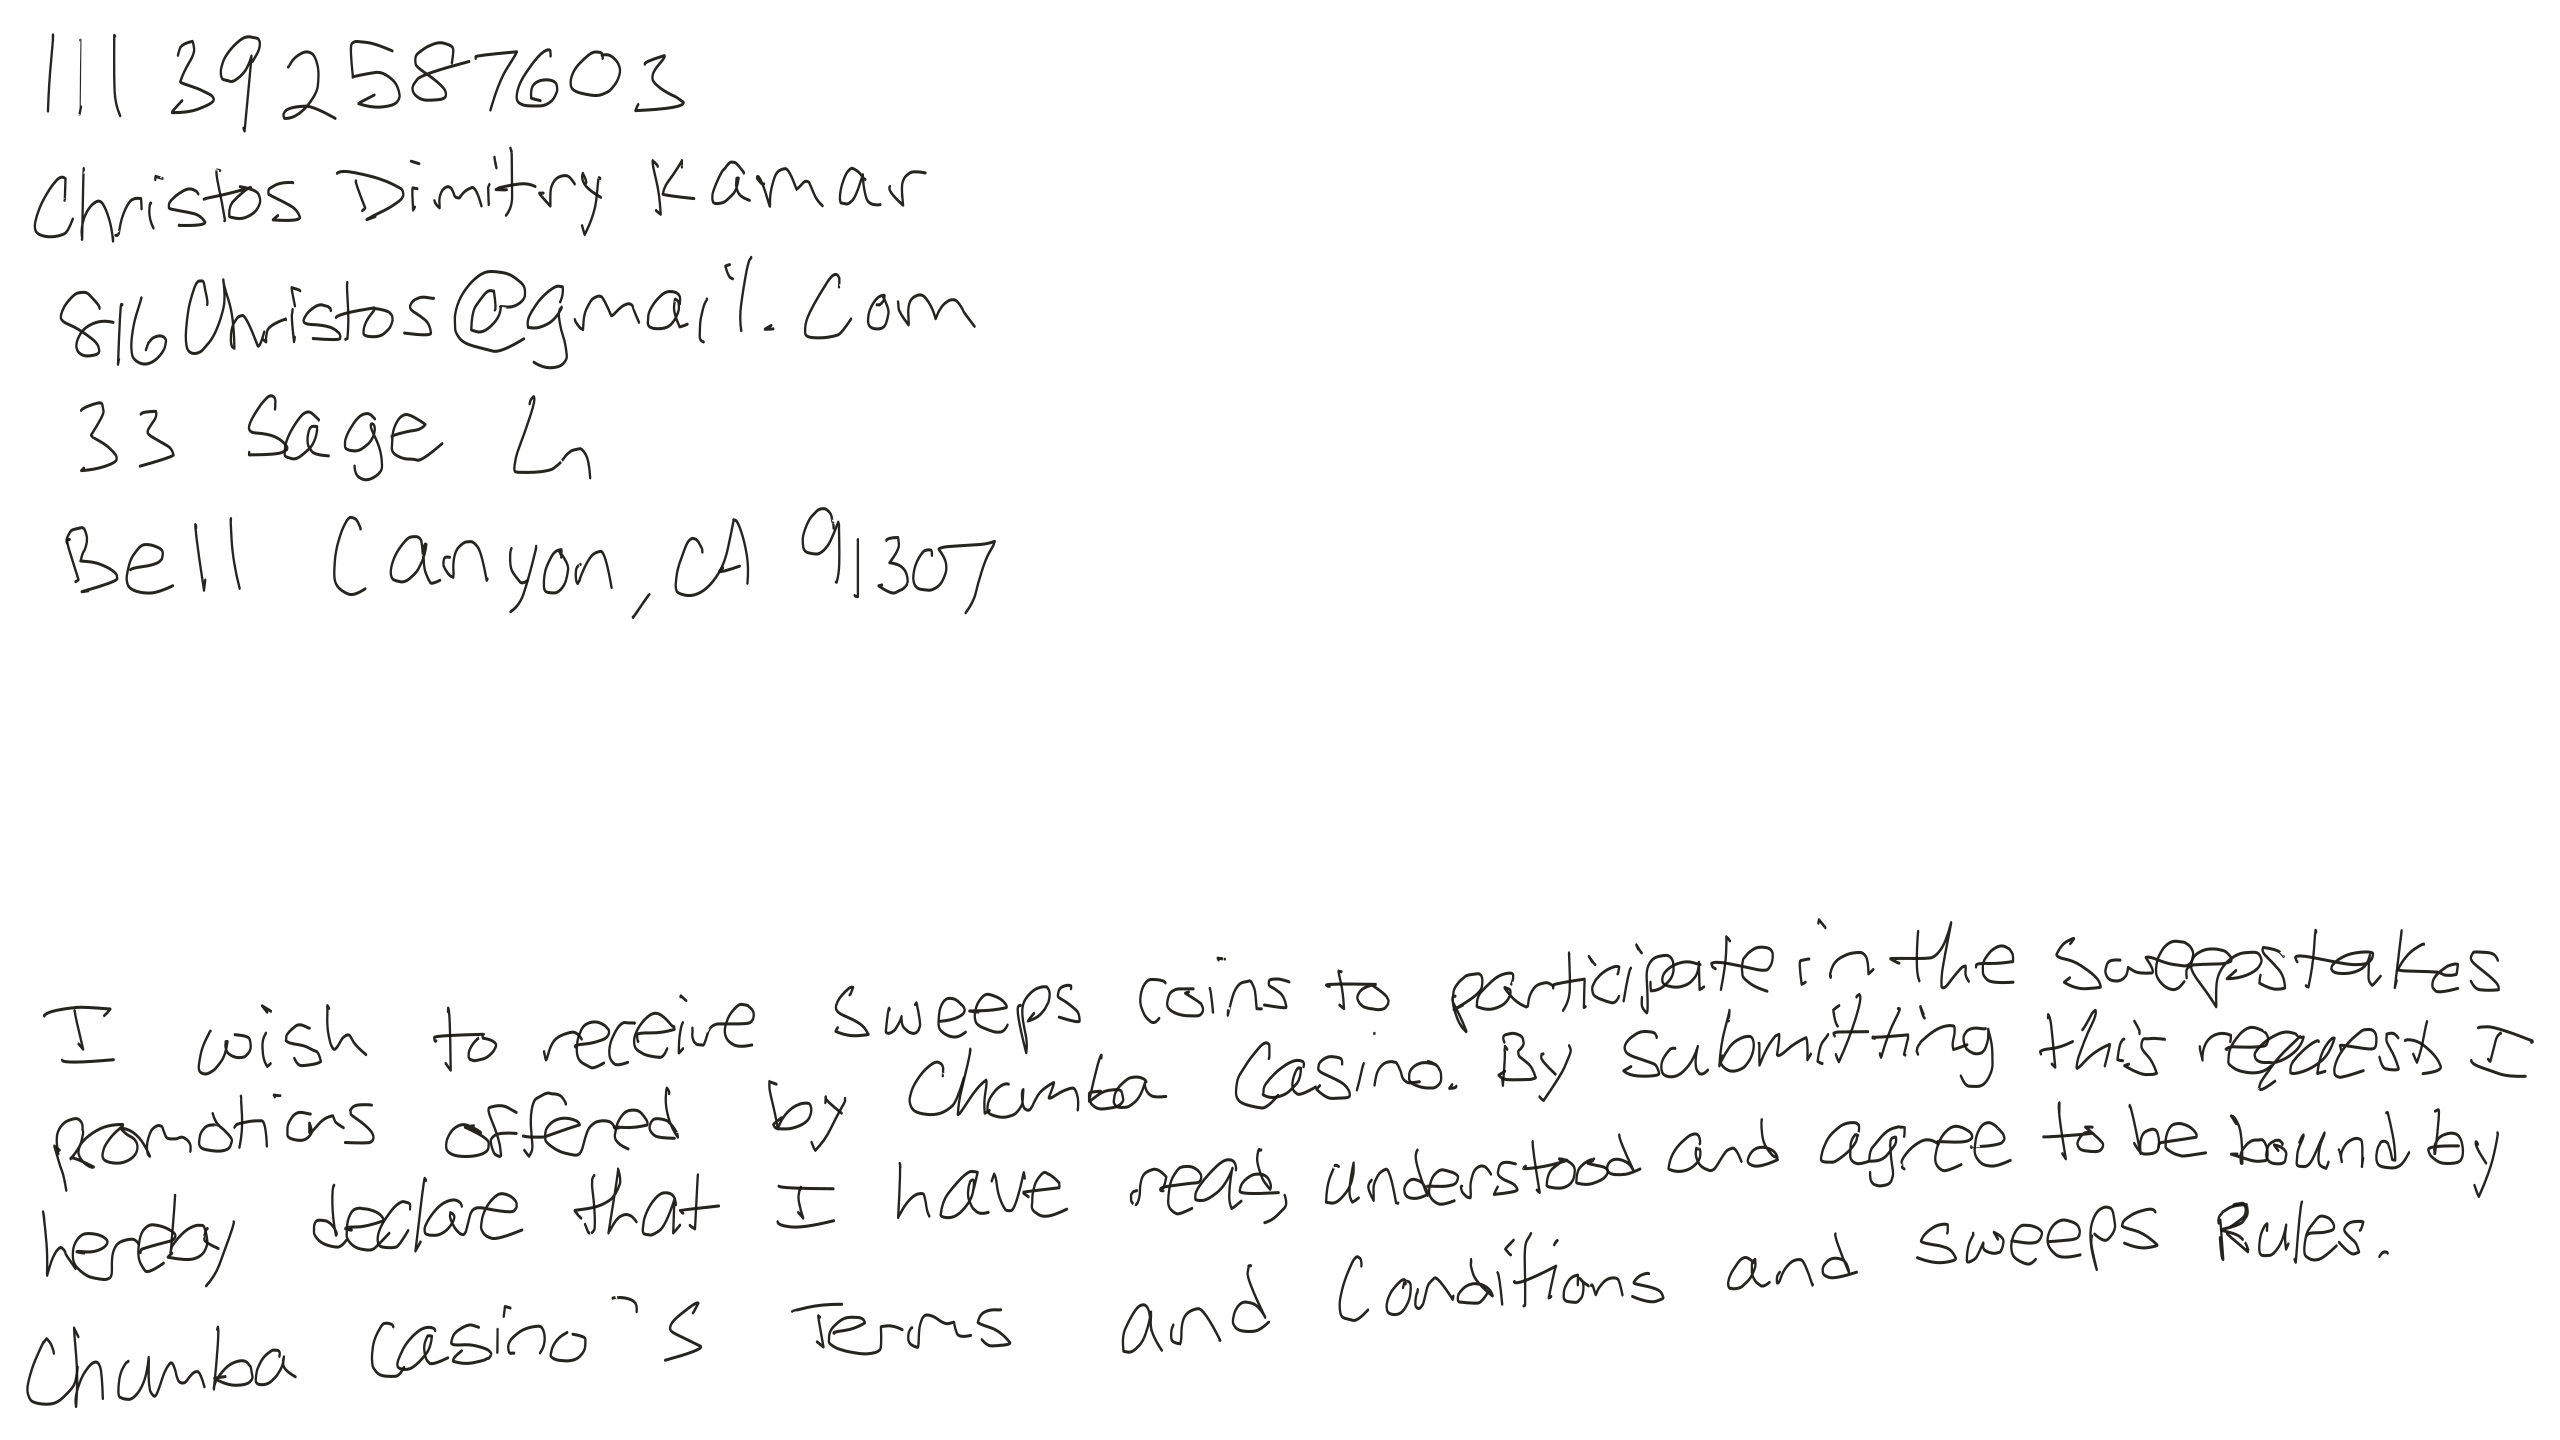 111392587603
Christos Dimitry Kamar
816Christos@gmail.com
33 Sage Ln
Bell Canyon, CA 91307
I wish to receive sweeps coins to participate in the sweepstakes
promotions offered by Chumba Casino. By submitting this request, I
hereby declare that I have read, understood and agree to be bound by
Chumba Casino's Terms and Conditions and sweeps Rules.